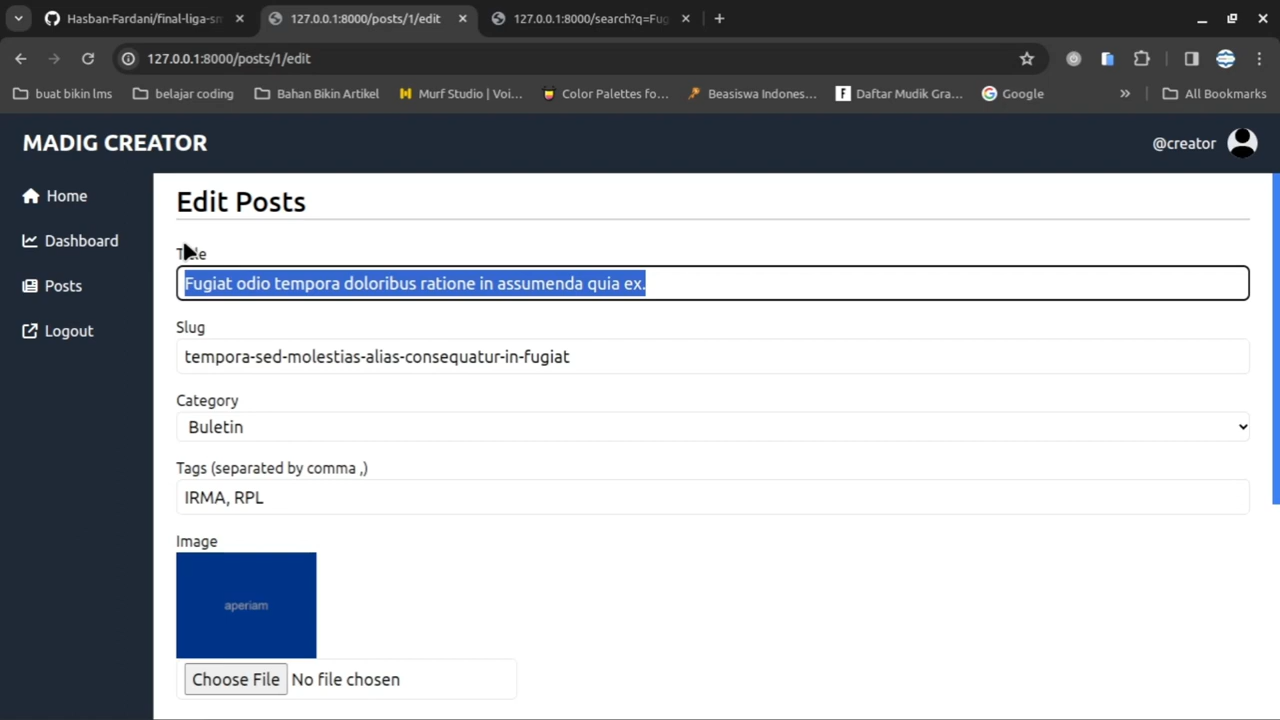 Hasban-Fardani/final-liga-sm
127.0.0.1:8000/posts/1/edit
127.0.0.1:8000/search?q=Fug
127.0.0.1:8000/posts/1/edit
buat bikin lms
belajar coding
Bahan Bikin Artikel
Murf Studio | Voi...
Color Palettes fo...
Beasiswa Indones...
Daftar Mudik Gra...
Google
All Bookmarks
MADIG CREATOR
@creator
Home
Dashboard
Posts
Logout
Edit Posts
Title
Fugiat odio tempora doloribus ratione in assumenda quia ex.
Slug
tempora-sed-molestias-alias-consequatur-in-fugiat
Category
Buletin
Tags (separated by comma ,)
IRMA, RPL
Image
aperiam
Choose File No file chosen